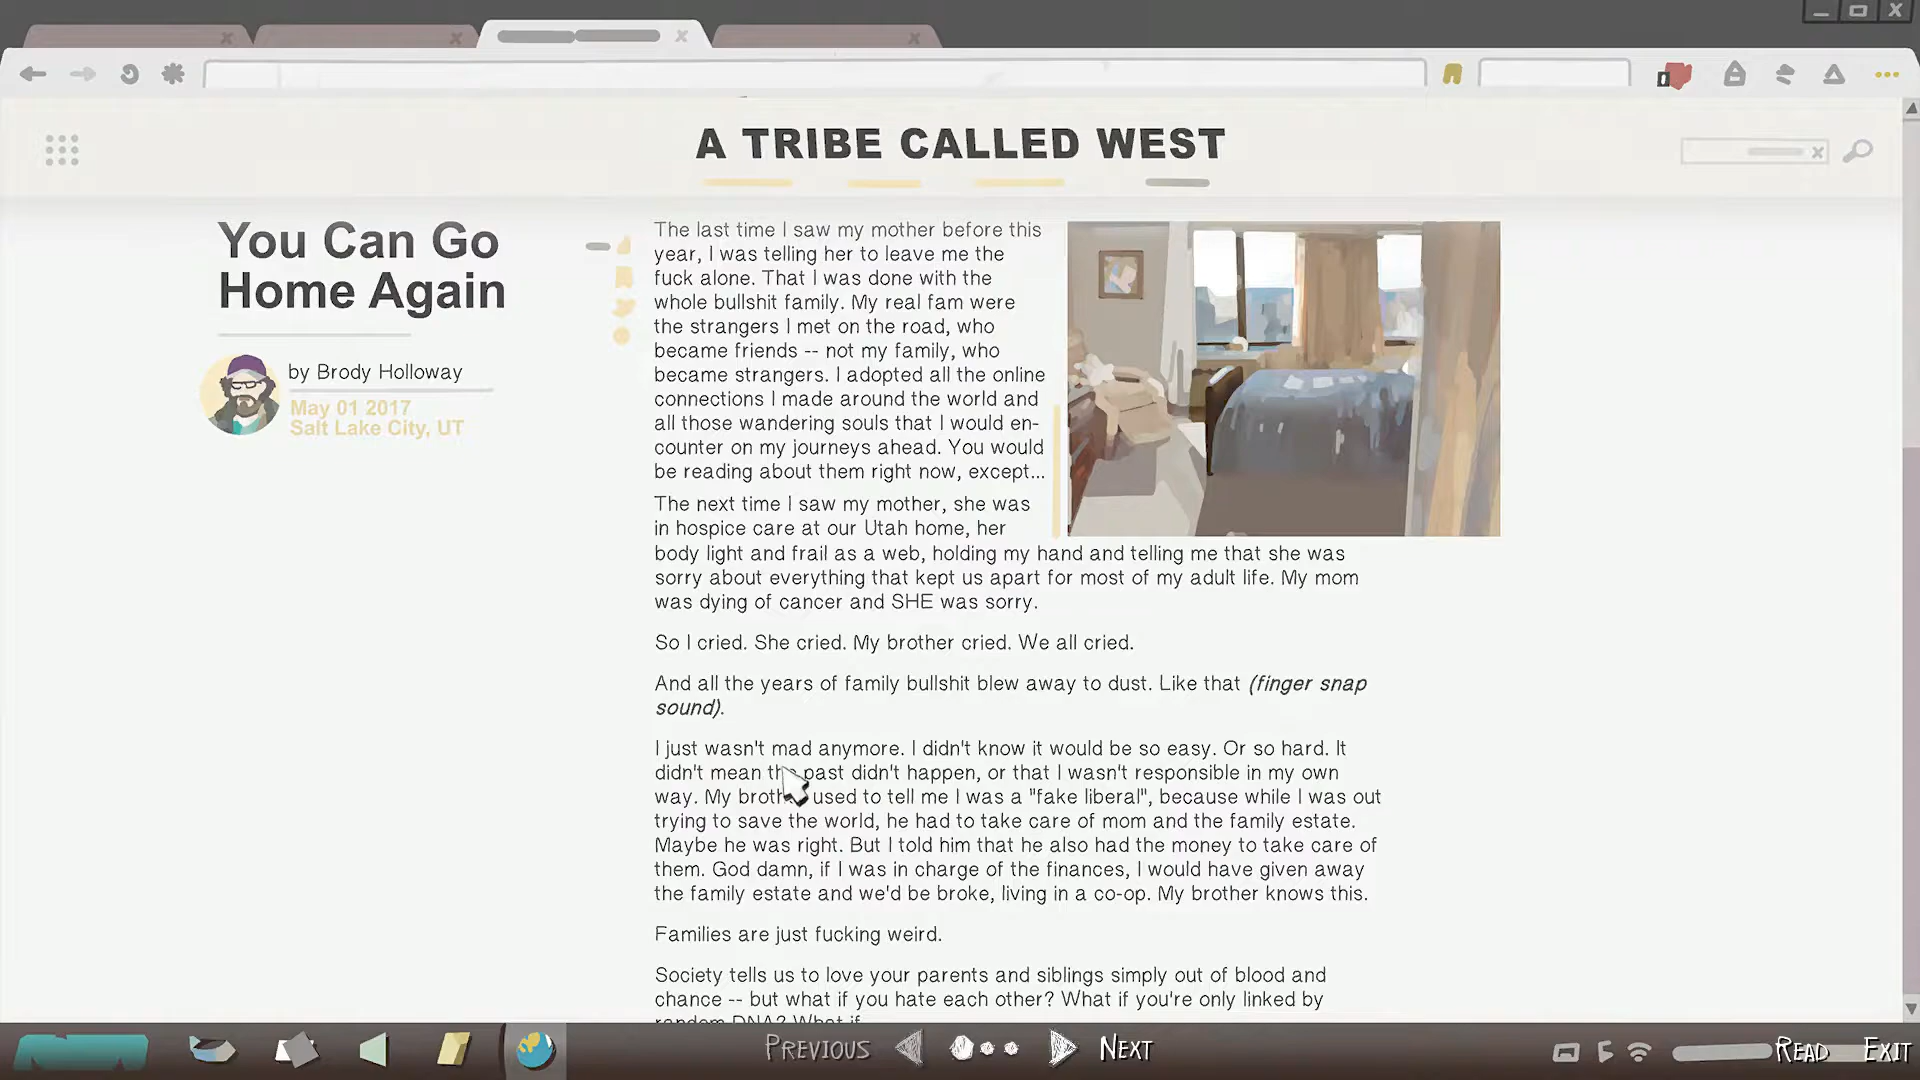 A TRIBE CALLED WEST
You Can Go
Home Again
by Brody Holloway
May 01 2017
Salt Lake City, UT
The last time I saw my mother before this
year, I was telling her to leave me the
fuck alone. That I was done with the
whole bullshit family. My real fam were
the strangers I met on the road, who
became friends -- not my family, who
became strangers. I adopted all the online
connections I made around the world and
all those wandering souls that I would en-
counter on my journeys ahead. You would
be reading about them right now, except...
The next time I saw my mother, she was
in hospice care at our Utah home, her
body light and frail as a web, holding my hand and telling me that she was
sorry about everything that kept us apart for most of my adult life. My mom
was dying of cancer and SHE was sorry.
So I cried. She cried. My brother cried. We all cried.
And all the years of family bullshit blew away to dust. Like that (finger snap
sound).
I just wasn't mad anymore. I didn't know it would be so easy. Or so hard. It
didn't mean the past didn't happen, or that I wasn't responsible in my own
way. My brother used to tell me I was a "fake liberal", because while I was out
trying to save the world, he had to take care of mom and the family estate.
Maybe he was right. But I told him that he also had the money to take care of
them. God damn, if I was in charge of the finances, I would have given away
the family estate and we'd be broke, living in a co-op. My brother knows this.
Families are just fucking weird.
Society tells us to love your parents and siblings simply out of blood and
chance -- but what if you hate each other? What if you're only linked by
random DNA? What if
PREVIOUS
NEXT
READ
EXIT